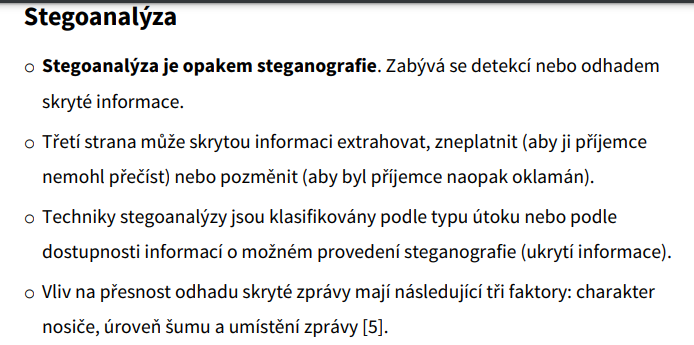 Stegoanalýza
○ Stegoanalýza je opakem steganografie. Zabývá se detekcí nebo odhadem
skryté informace.
○ Třetí strana může skrytou informaci extrahovat, zneplatnit (aby ji příjemce
nemohl přečíst) nebo pozměnit (aby byl příjemce naopak oklamán).
○ Techniky stegoanalýzy jsou klasifikovány podle typu útoku nebo podle
dostupnosti informací o možném provedení steganografie (ukrytí informace).
○ Vliv na přesnost odhadu skryté zprávy mají následující tři faktory: charakter
nosiče, úroveň šumu a umístění zprávy [5].